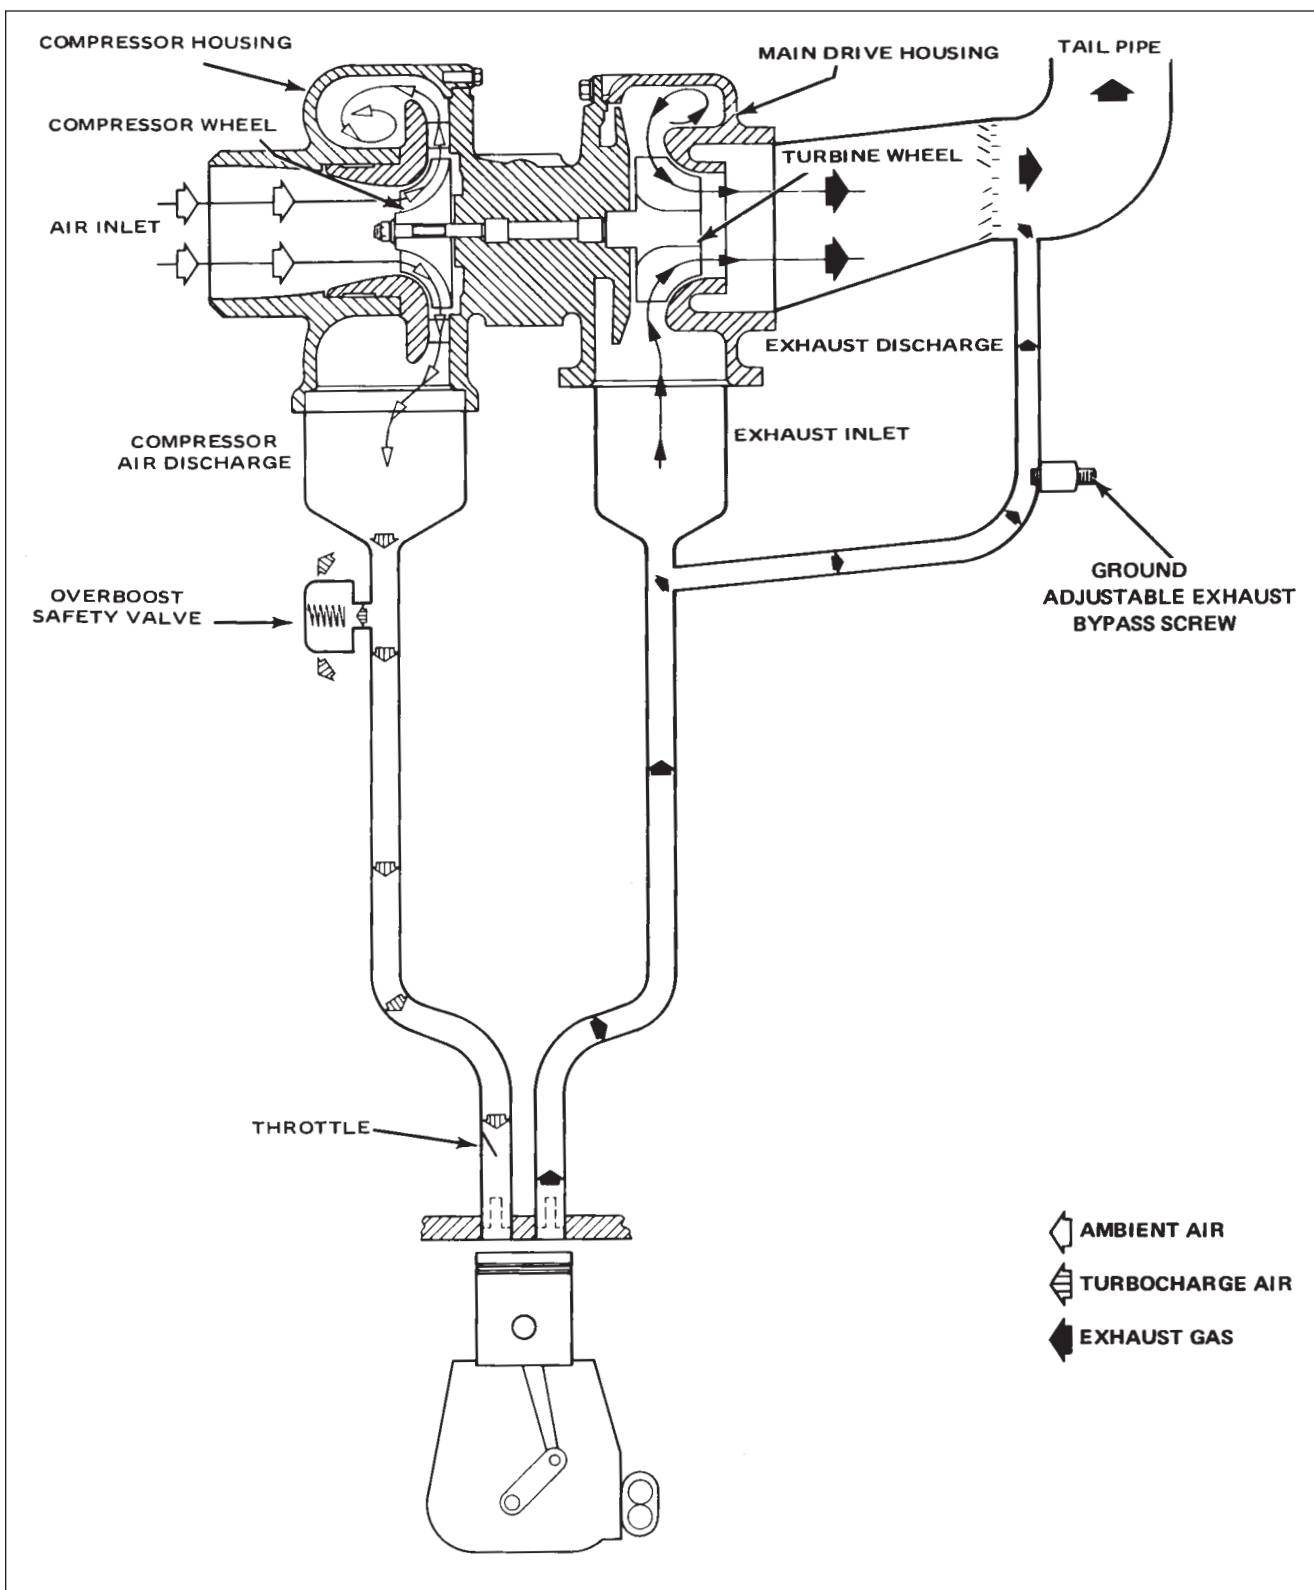 COMPRESSOR HOUSING
MAIN DRIVE HOUSING
TAIL PIPE
COMPRESSOR WHEEL
TURBINE WHEEL
AIR INLET
EXHAUST DISCHARGE
COMPRESSOR
AIR DISCHARGE
EXHAUST INLET
GROUND
ADJUSTABLE EXHAUST
BYPASS SCREW
OVERBOOST
SAFETY VALVE
THROTTLE
AMBIENT AIR
TURBOCHARGE AIR
EXHAUST GAS